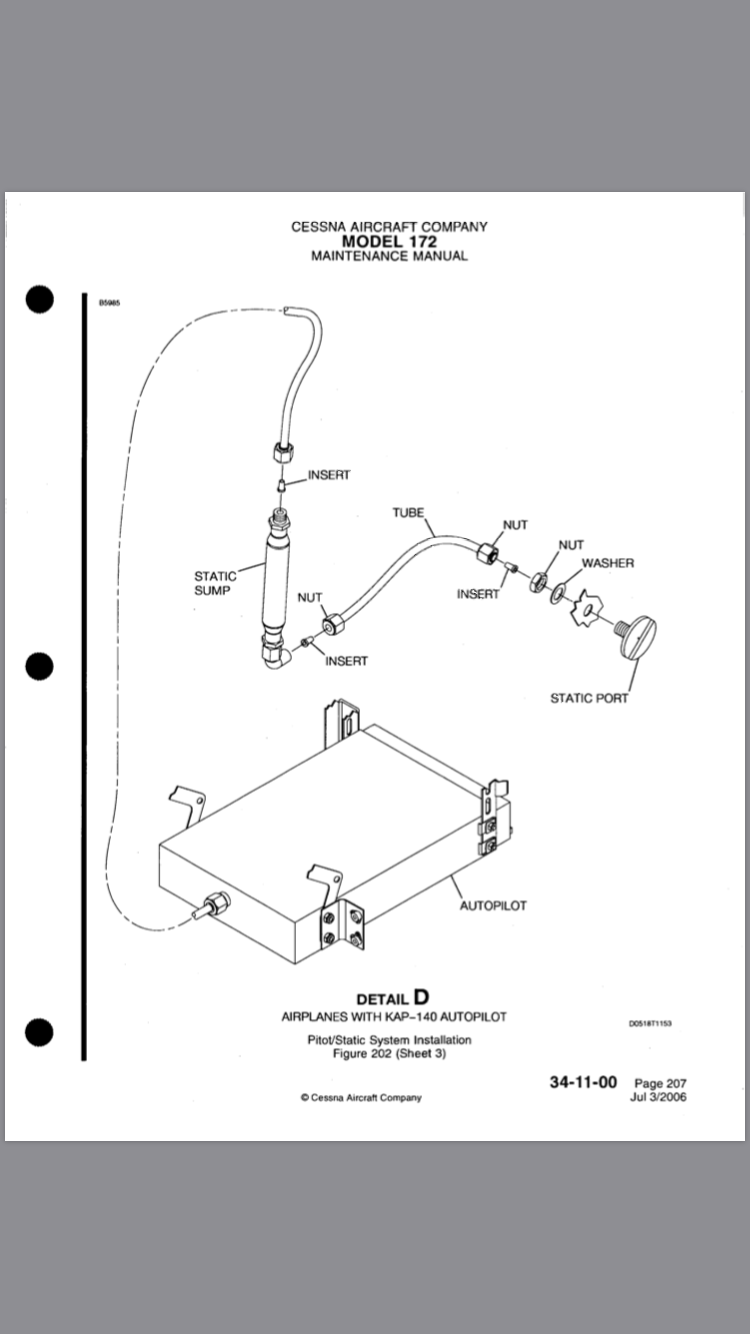 CESSNA AIRCRAFT COMPANY
MODEL 172
MAINTENANCE MANUAL
B5985
INSERT
TUBE
NUT
NUT
WASHER
STATIC
SUMP
INSERT
NUT
INSERT
STATIC PORT
AUTOPILOT
DETAIL D
AIRPLANES WITH KAP-140 AUTOPILOT
D0518T1153
Pitot/Static System Installation
Figure 202 (Sheet 3)
34-11-00 Page 207
© Cessna Aircraft Company
Jul 3/2006